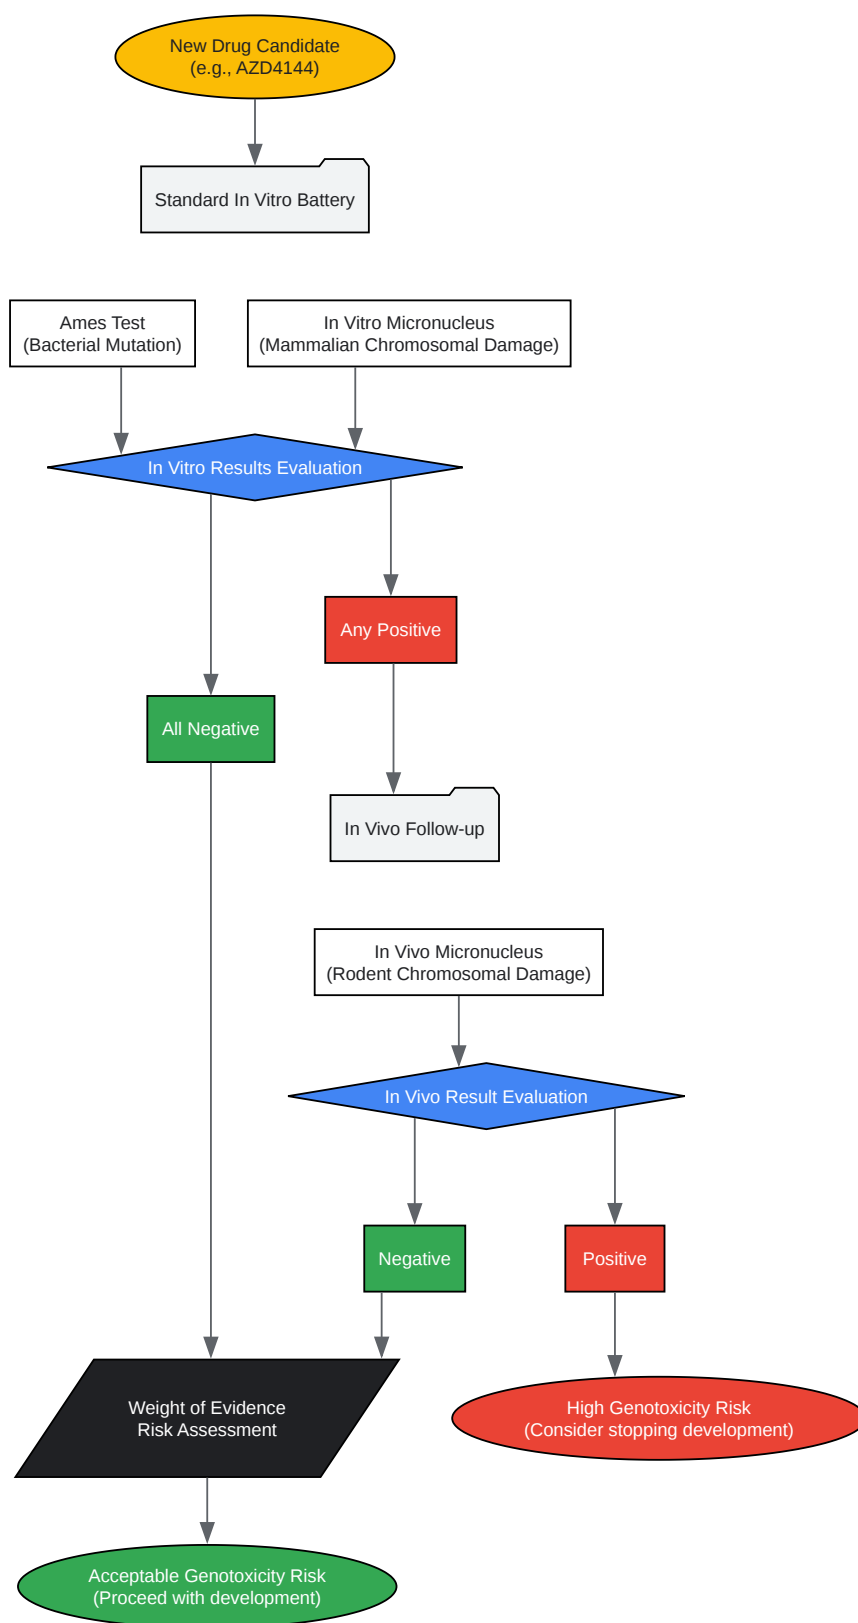 New Drug Candidate
(e.g., AZD4144)
Standard In Vitro Battery
Ames Test
(Bacterial Mutation)
In Vitro Micronucleus
(Mammalian Chromosomal Damage)
In Vitro Results Evaluation
Any Positive
All Negative
In Vivo Follow-up
In Vivo Micronucleus
(Rodent Chromosomal Damage)
In Vivo Result Evaluation
Negative
Positive
Weight of Evidence
Risk Assessment
High Genotoxicity Risk
(Consider stopping development)
Acceptable Genotoxicity Risk
(Proceed with development)